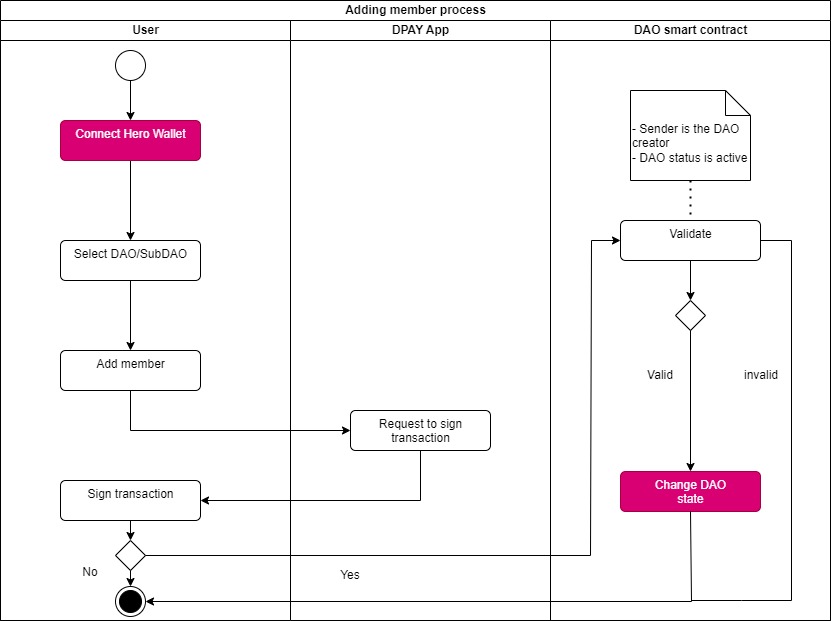 Adding member process
User
DPAY App
DAO smart contract
Connect Hero Wallet
- Sender is the DAO
creator
- DAO status is active
Select DAO/SubDAO
Validate
Add member
Valid
invalid
Request to sign
transaction
Sign transaction
Change DAO
state
No
Yes